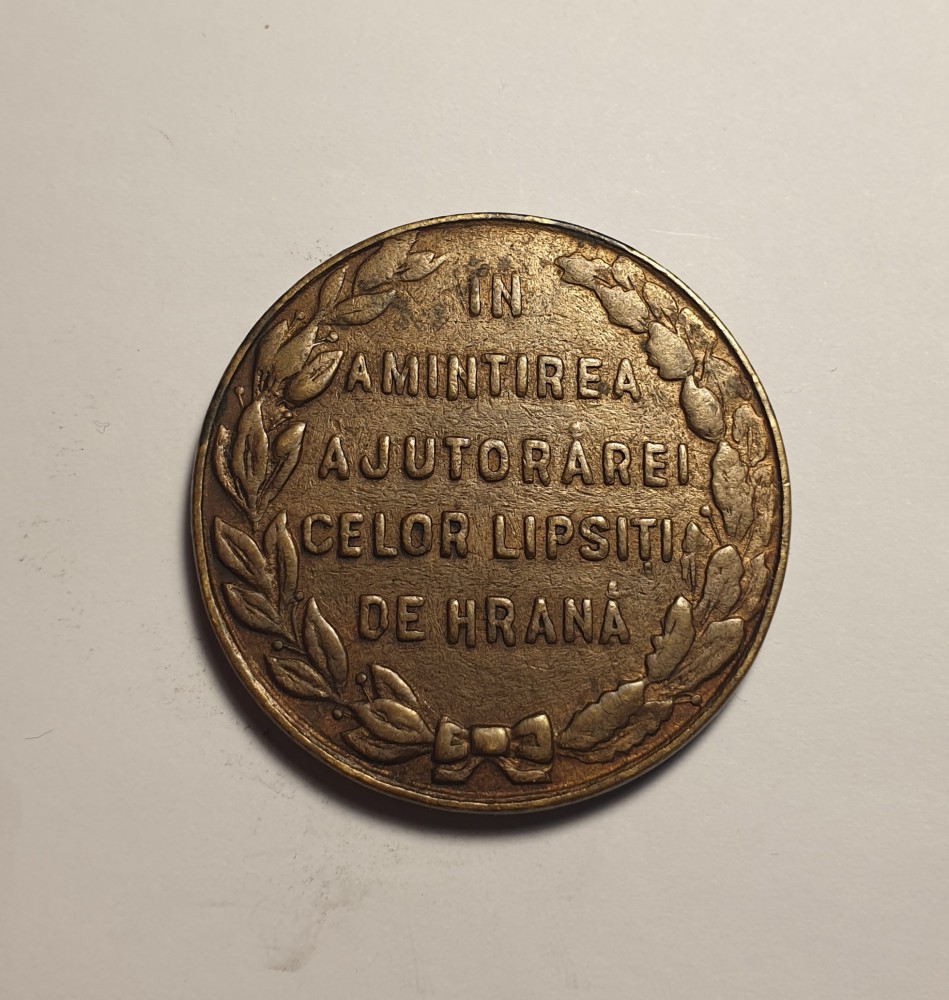 IN
AMINTIREA
AJUTORĂREI
CELOR LIPSIȚI
DE HRANĂ